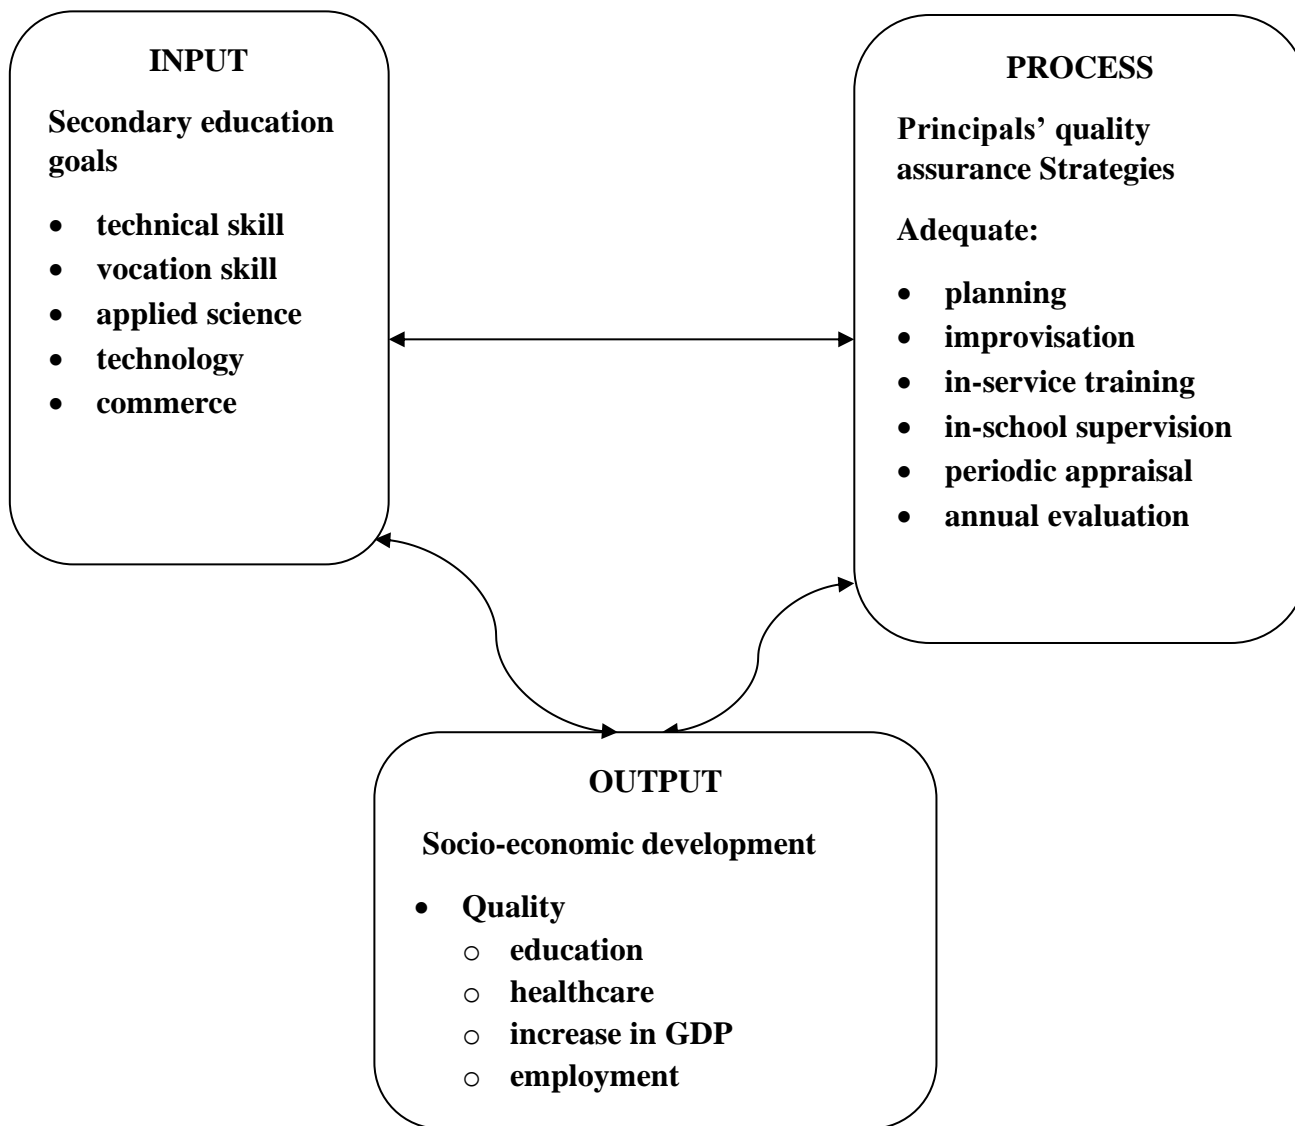 INPUT
Secondary education
goals
• technical skill
• vocation skill
• applied science
• technology
• commerce
PROCESS
Principals’ quality
assurance Strategies
Adequate:
• planning
• improvisation
• in-service training
• in-school supervision
• periodic appraisal
• annual evaluation
OUTPUT
Socio-economic development
• Quality
o education
o healthcare
o increase in GDP
o employment